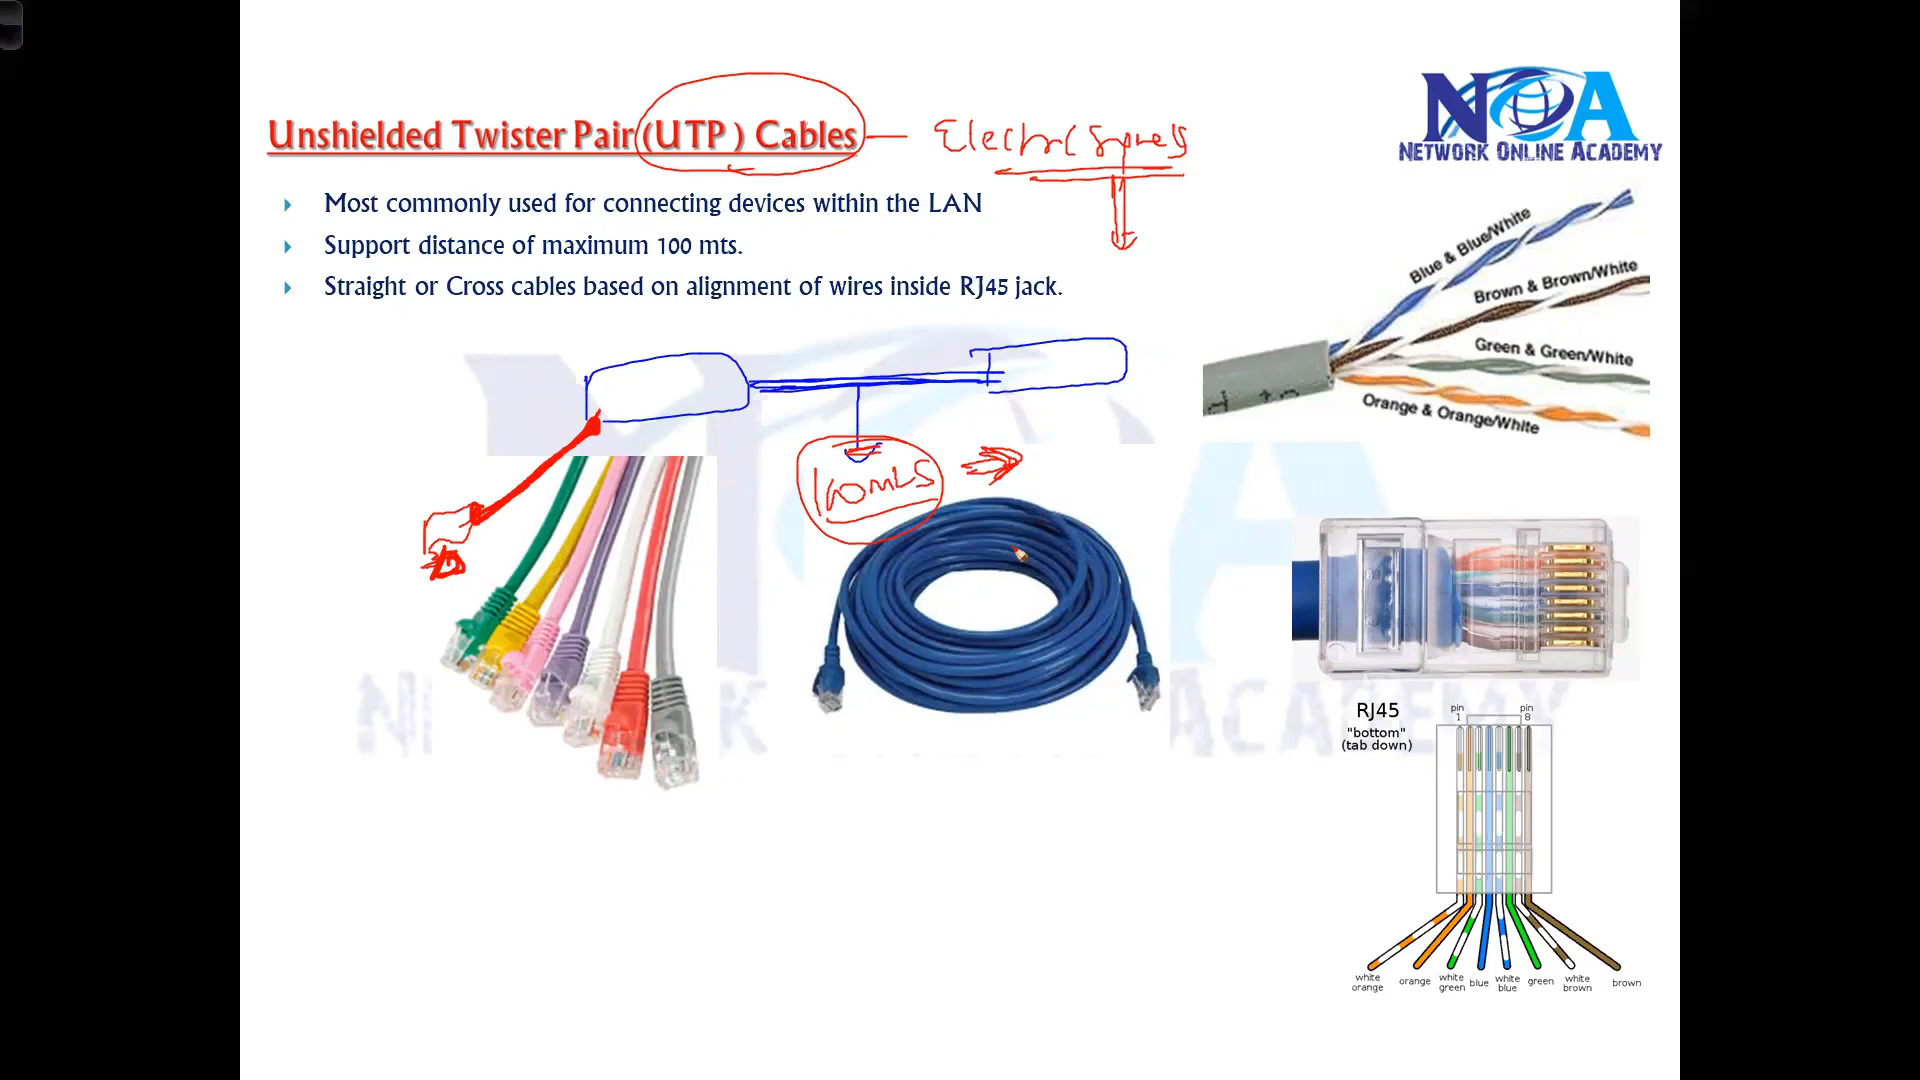 Unshielded Twister Pair (UTP ) Cables
NOA
NETWORK ONLINE ACADEMY
Most commonly used for connecting devices within the LAN
Support distance of maximum 100 mts.
Straight or Cross cables based on alignment of wires inside RJ45 jack.
Blue & Blue/White
Brown & Brown/White
Green & Green/White
Orange & Orange/White
100mts
RJ45
"bottom"
(tab down)
pin
1
pin
8
white
orange
orange
white
green
blue
white
blue
green
white
brown
brown